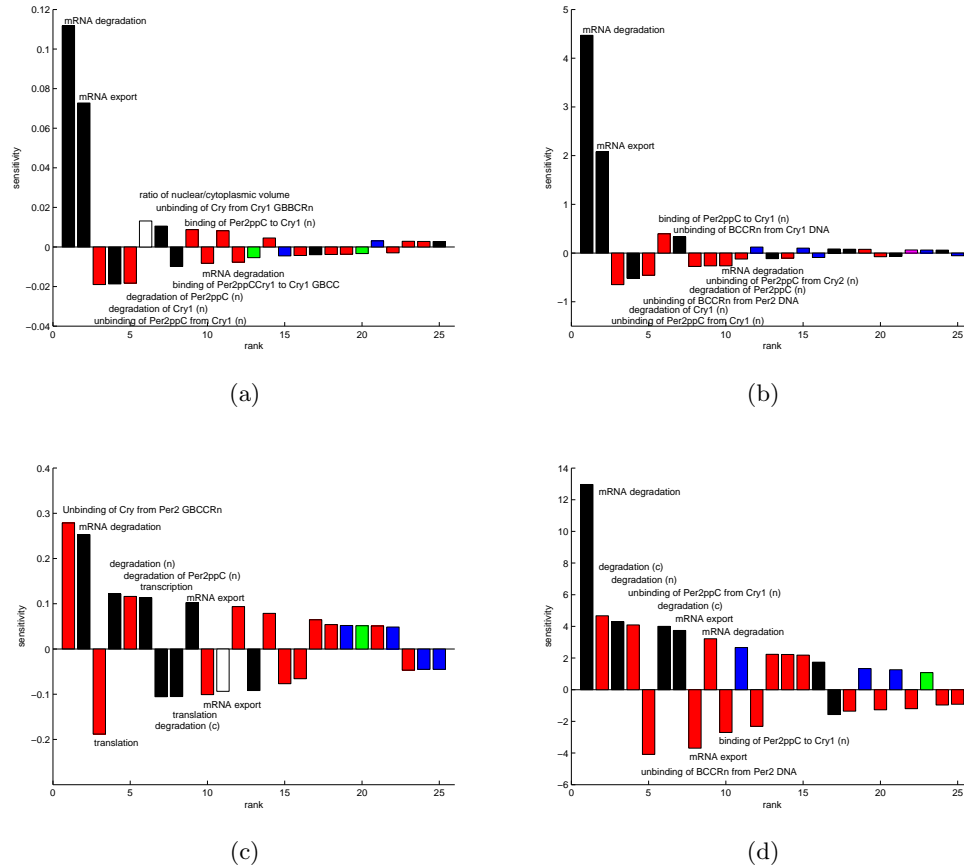 0.12
0.1
0.08
0.06
0.04
0.02
0
−0.02
−0.04
sensitivity
mRNA degradation
mRNA export
ratio of nuclear/cytoplasmic volume
unbinding of Cry from Cry1 GBBCRn
binding of Per2ppC to Cry1 (n)
mRNA degradation
binding of Per2ppCCry1 to Cry1 GBCC
degradation of Per2ppC (n)
degradation of Cry1 (n)
unbinding of Per2ppC from Cry1 (n)
0 5 10 15 20 25
rank
(a)
5
4
3
2
1
0
−1
sensitivity
mRNA degradation
mRNA export
binding of Per2ppC to Cry1 (n)
unbinding of BCCRn from Cry1 DNA
mRNA degradation
unbinding of Per2ppC from Cry2 (n)
degradation of Per2ppC (n)
unbinding of BCCRn from Per2 DNA
degradation of Cry1 (n)
unbinding of Per2ppC from Cry1 (n)
0 5 10 15 20 25
rank
(b)
0.4
0.3
0.2
0.1
0
−0.1
−0.2
sensitivity
Unbinding of Cry from Per2 GBCCRn
mRNA degradation
degradation (n)
degradation of Per2ppC (n)
transcription
mRNA export
mRNA export
translation
degradation (c)
translation
0 5 10 15 20 25
rank
(c)
14
12
10
8
6
4
2
0
−2
−4
−6
sensitivity
mRNA degradation
degradation (c)
degradation (n)
unbinding of Per2ppC from Cry1 (n)
degradation (c)
mRNA export
mRNA degradation
binding of Per2ppC to Cry1 (n)
mRNA export
unbinding of BCCRn from Per2 DNA
0 5 10 15 20 25
rank
(d)